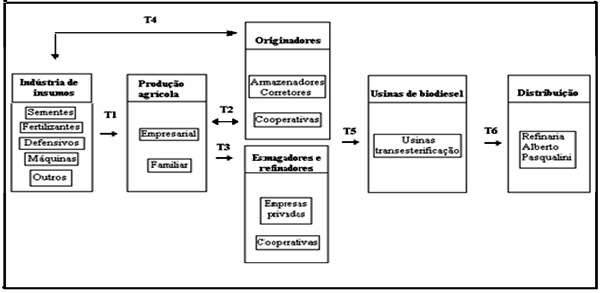 T4
Originadores
Armazenadores
Corretores
Cooperativas
Indústria de
insumos
Sementes
Fertilizantes
Defensivos
Máquinas
Outros
T1
Produção
agrícola
Empresarial
Familiar
T2
T3
Esmagadores e
refinadores
Empresas
privadas
Cooperativas
T5
Usinas de biodiesel
Usinas
transesterificação
T6
Distribuição
Refinaria
Alberto
Pasqualini